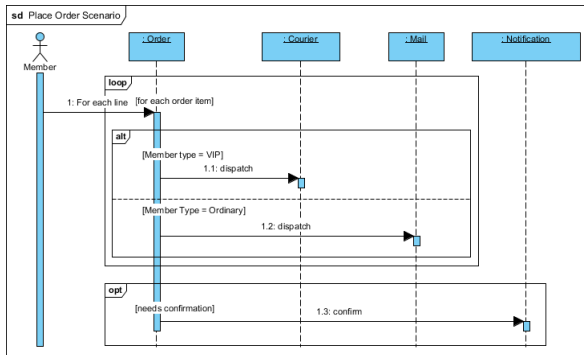 sd Place Order Scenario
: Order
: Courier
: Mail
: Notification
Member
loop
1: For each line
[for each order item]
alt
[Member type = VIP]
1.1: dispatch
[Member Type = Ordinary]
1.2: dispatch
opt
[needs confirmation]
1.3: confirm